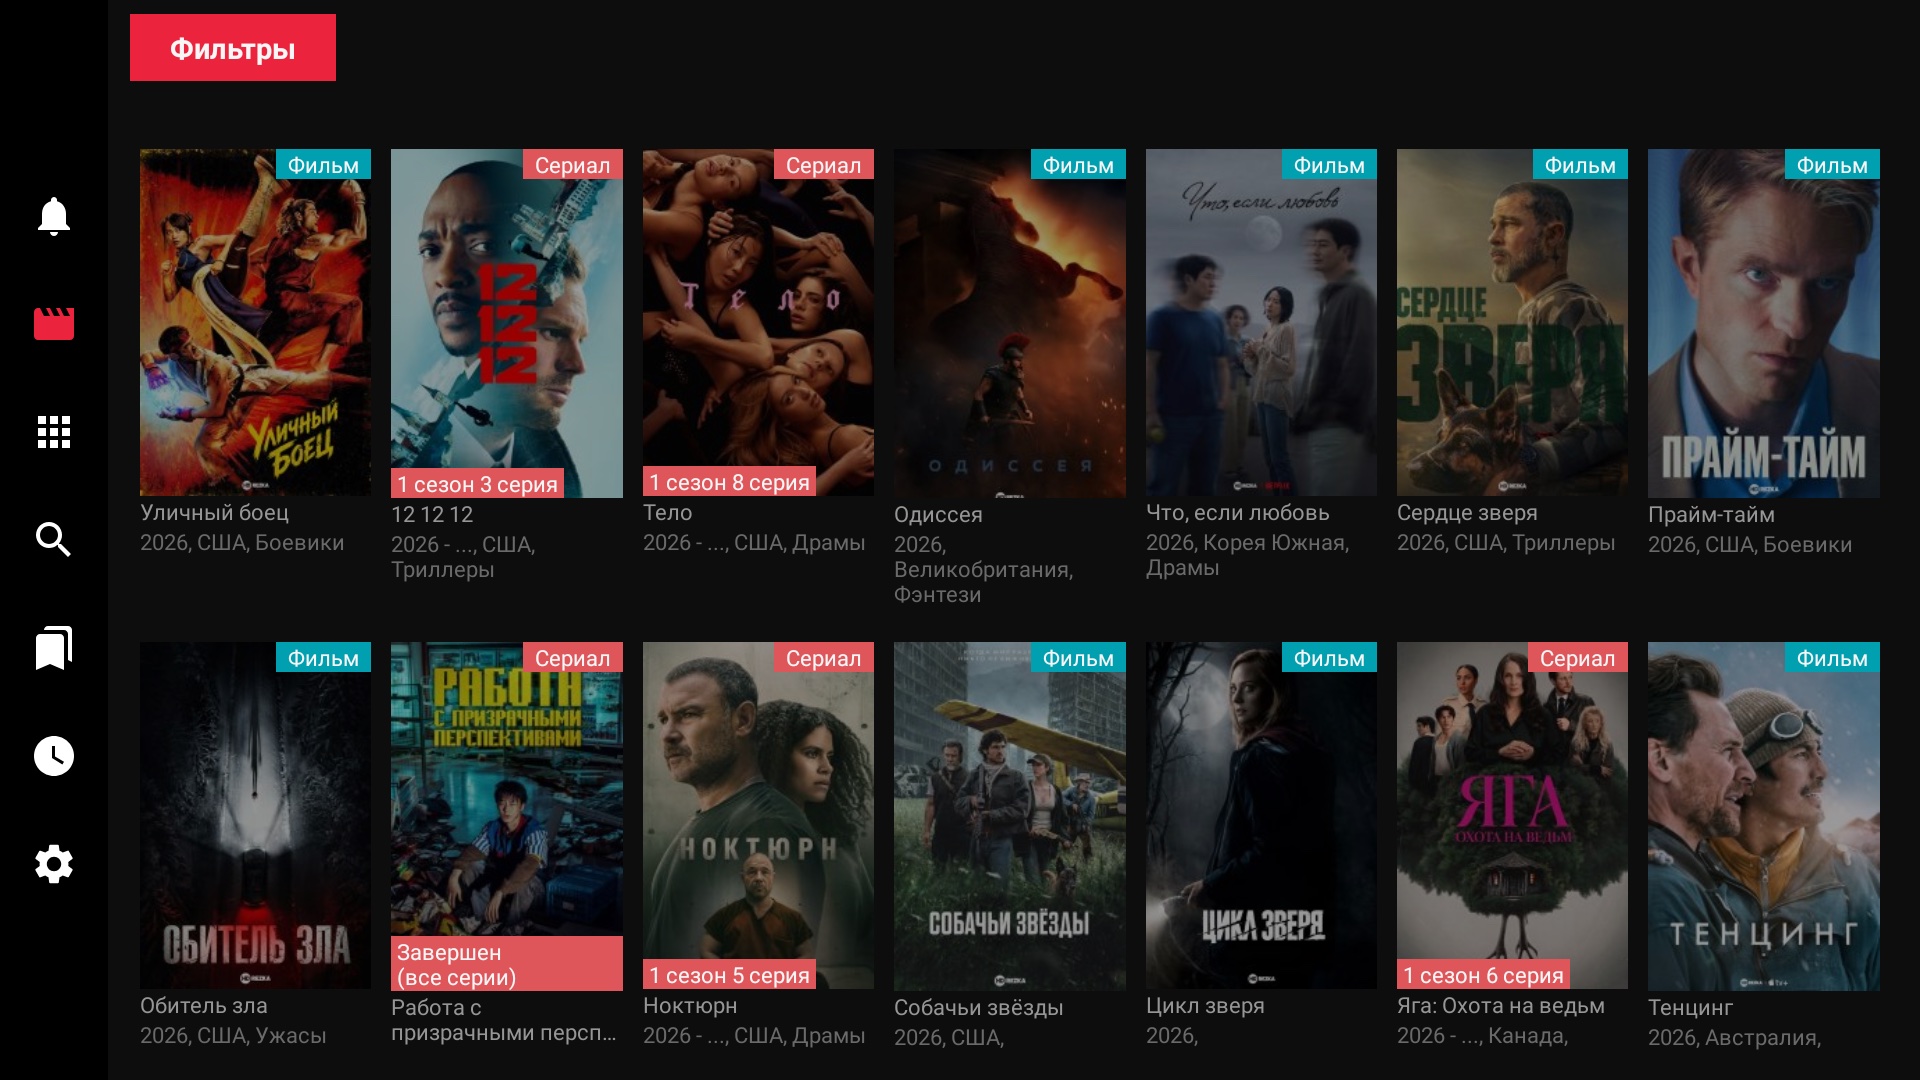 Фильтры
Фильм
Сериал
Сериал
Фильм
Фильм
Фильм
Фильм
Уличный
Боец
12
12
12
Тело
ОДИССЕЯ
Что, если любовь
СЕРДЦЕ
ЗВЕРЯ
ПРАЙМ-ТАЙМ
1 сезон 3 серия
1 сезон 8 серия
Уличный боец
2026, США, Боевики
12 12 12
2026 - ..., США,
Триллеры
Тело
2026 - ..., США, Драмы
Одиссея
2026,
Великобритания,
Фэнтези
Что, если любовь
2026, Корея Южная,
Драмы
Сердце зверя
2026, США, Триллеры
Прайм-тайм
2026, США, Боевики
Фильм
Сериал
Сериал
Фильм
Фильм
Сериал
Фильм
ОБИТЕЛЬ ЗЛА
РАБОТА
С ПРИЗРАЧНЫМИ
ПЕРСПЕКТИВАМИ
НОКТЮРН
СОБАЧЬИ ЗВЁЗДЫ
ЦИКЛ ЗВЕРЯ
ЯГА
ОХОТА НА ВЕДЬМ
ТЕНЦИНГ
Завершен
(все серии)
1 сезон 5 серия
1 сезон 6 серия
Обитель зла
2026, США, Ужасы
Работа с
призрачными персп...
Ноктюрн
2026 - ..., США, Драмы
Собачьи звёзды
2026, США,
Цикл зверя
2026,
Яга: Охота на ведьм
2026 - ..., Канада,
Тенцинг
2026, Австралия,